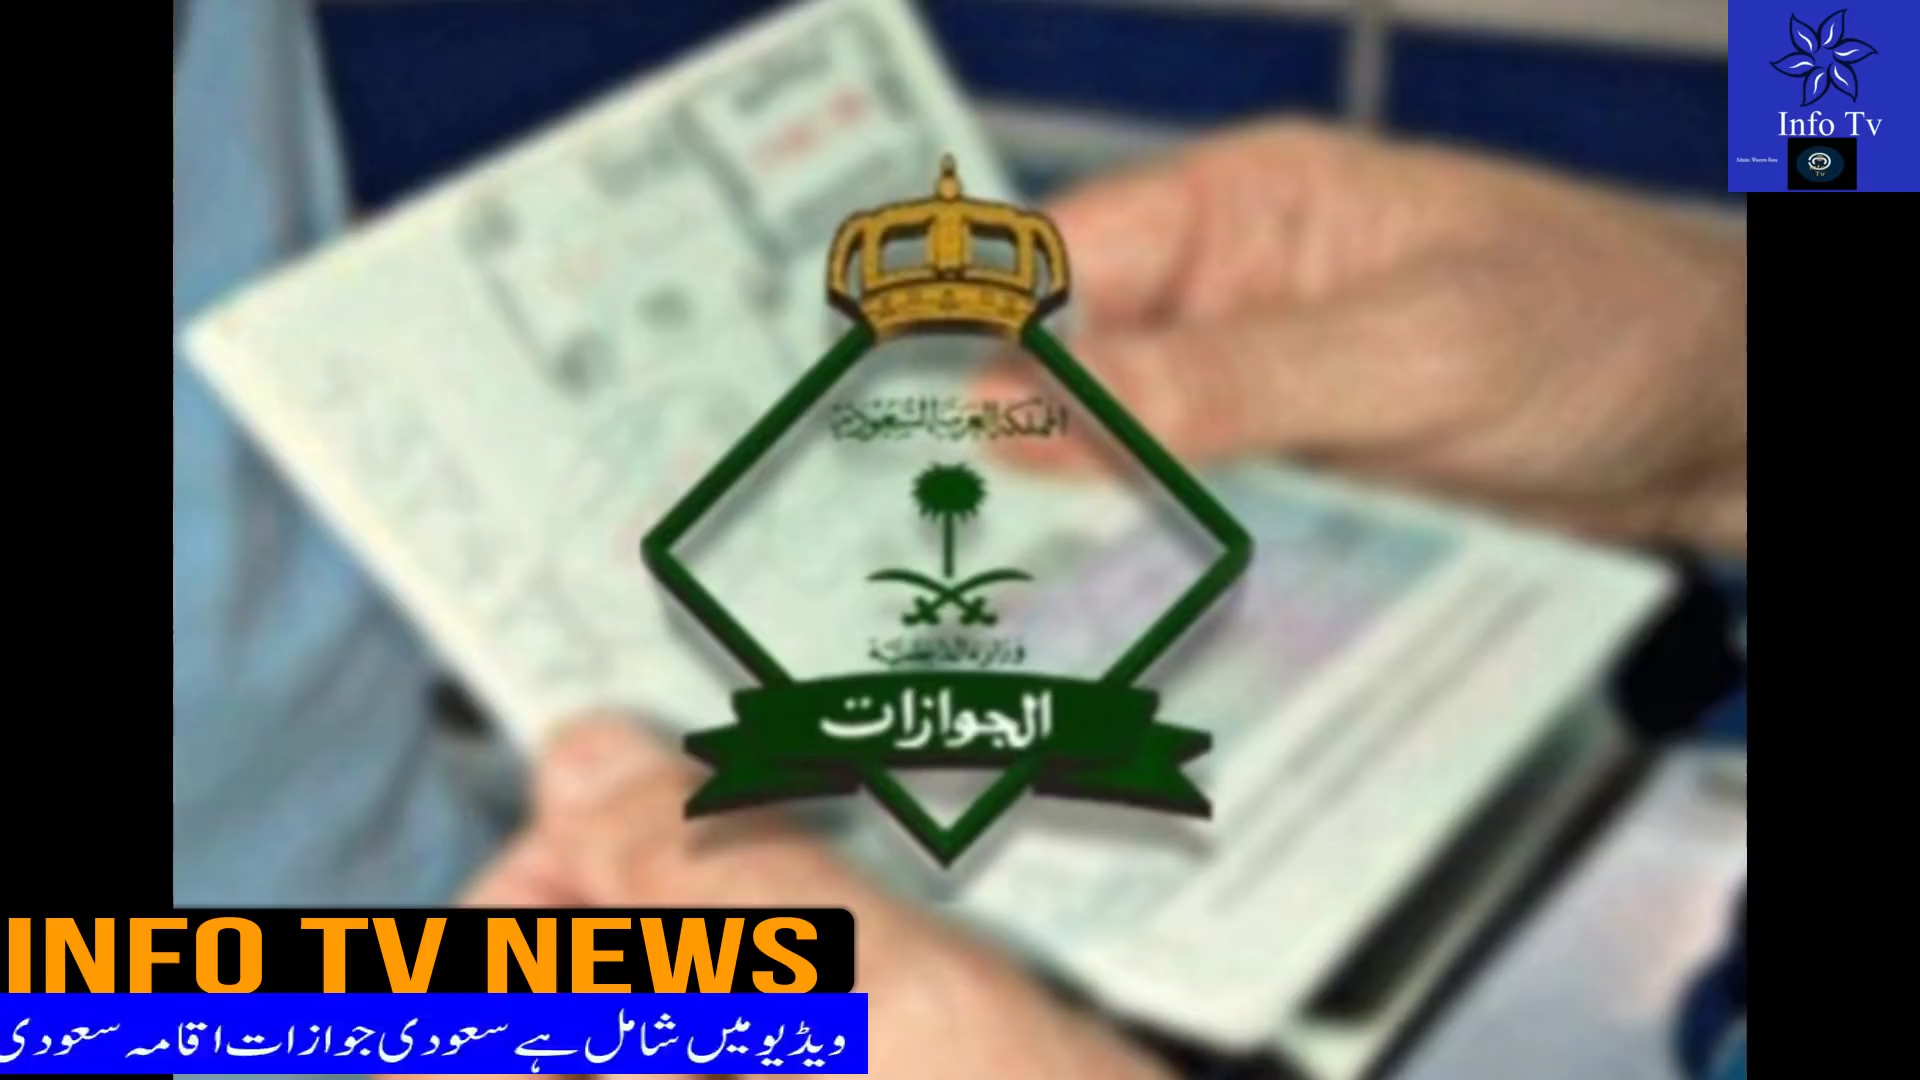 Info Tv
المملكة العربية السعودية
وزارة الداخلية
الجوازات
INFO TV NEWS
ویڈیو میں شامل ہے سعودی جوازات اقامہ سعودی